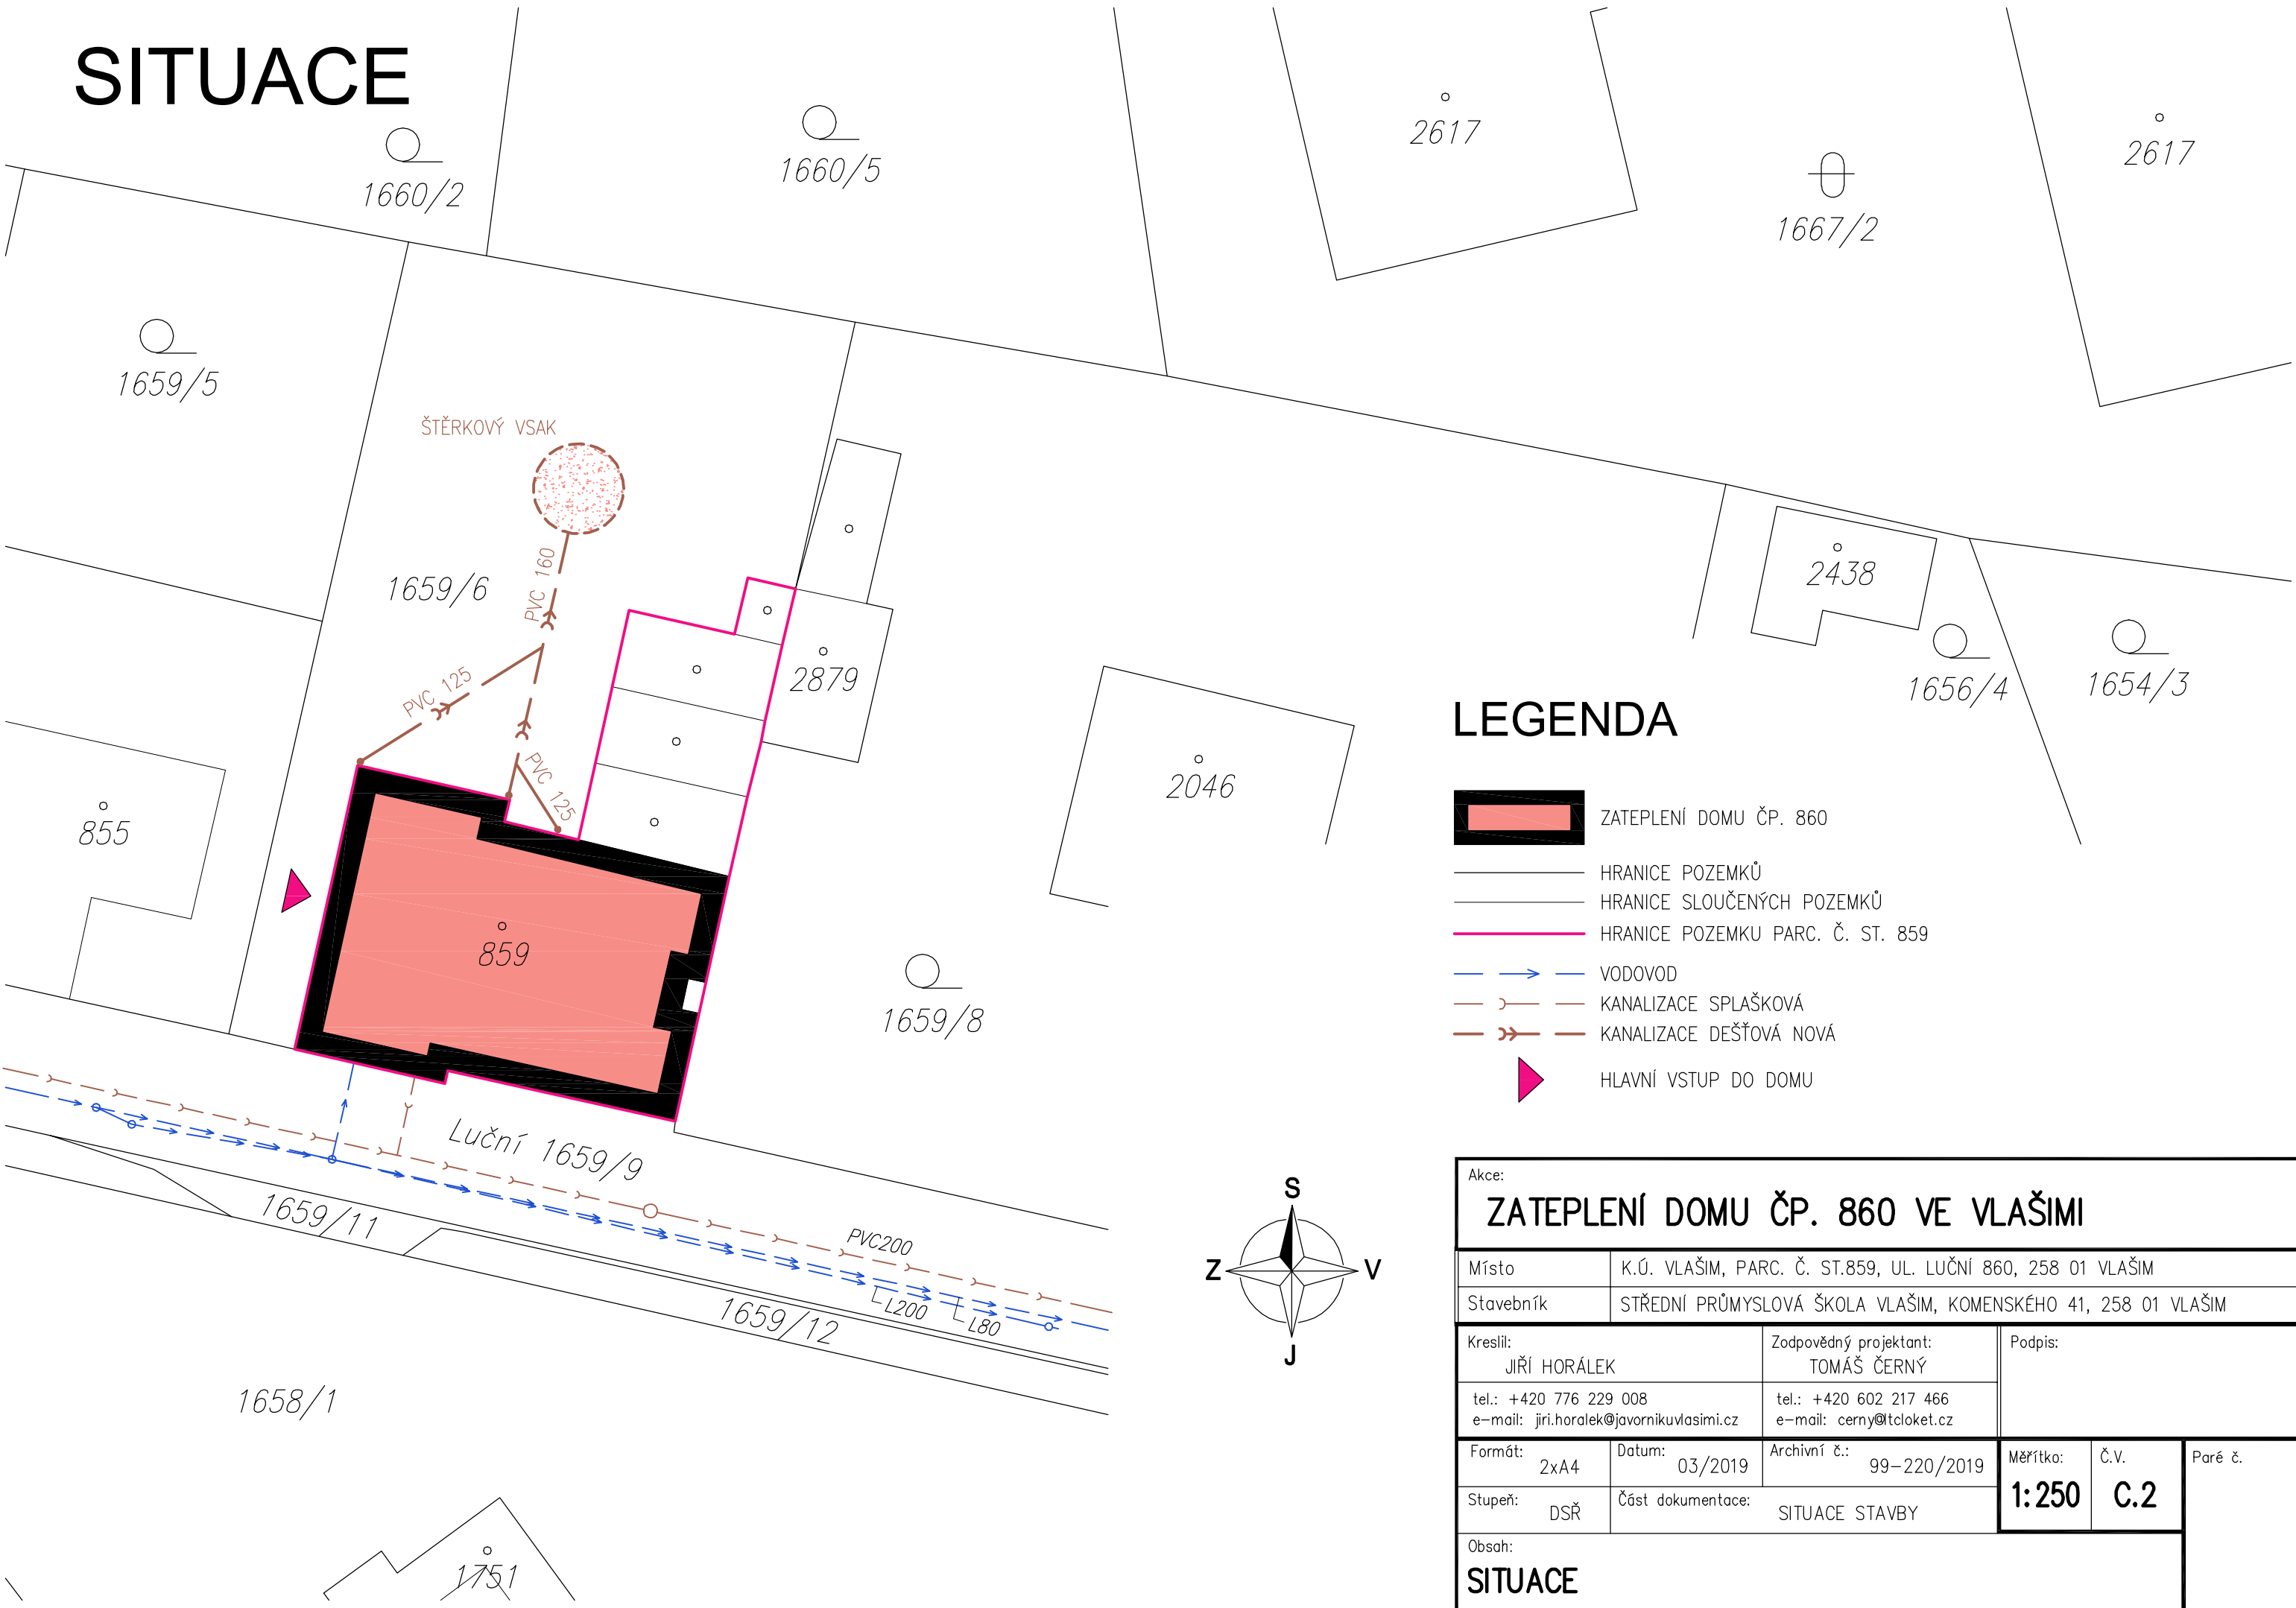 SITUACE
1660/2
1660/5
2617
1667/2
2617
1659/5
ŠTĚRKOVÝ VSAK
1659/6
PVC 160
PVC 125
PVC 125
2879
2438
1656/4
1654/3
855
2046
859
1659/8
Luční 1659/9
1659/11
PVC200
L200
L80
1659/12
1658/1
1751
LEGENDA
ZATEPLENÍ DOMU ČP. 860
HRANICE POZEMKŮ
HRANICE SLOUČENÝCH POZEMKŮ
HRANICE POZEMKU PARC. Č. ST. 859
VODOVOD
KANALIZACE SPLAŠKOVÁ
KANALIZACE DEŠŤOVÁ NOVÁ
HLAVNÍ VSTUP DO DOMU
S
Z V
J
Akce:
ZATEPLENÍ DOMU ČP. 860 VE VLAŠIMI
Místo K.Ú. VLAŠIM, PARC. Č. ST.859, UL. LUČNÍ 860, 258 01 VLAŠIM
Stavebník STŘEDNÍ PRŮMYSLOVÁ ŠKOLA VLAŠIM, KOMENSKÉHO 41, 258 01 VLAŠIM
Kreslil: Zodpovědný projektant: Podpis:
JIŘÍ HORÁLEK TOMÁŠ ČERNÝ
tel.: +420 776 229 008 tel.: +420 602 217 466
e-mail: jiri.horalek@javornikuvlasimi.cz e-mail: cerny@ltcloket.cz
Formát: 2xA4 Datum: 03/2019 Archivní č.: 99-220/2019 Měřítko: Č.V. Paré č.
1:250 C.2
Stupeň: DSŘ Část dokumentace: SITUACE STAVBY
Obsah:
SITUACE